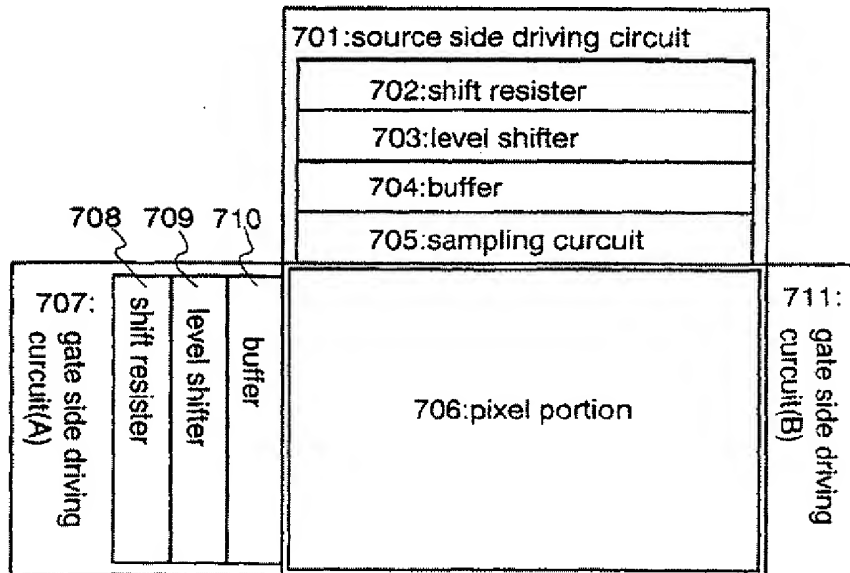 701:source side driving circuit
702:shift resister
703:level shifter
704:buffer
705:sampling curcuit
708 709 710
707:
gate side driving
curcuit(A)
shift resister
level shifter
buffer
706:pixel portion
711:
gate side driving
curcuit(B)